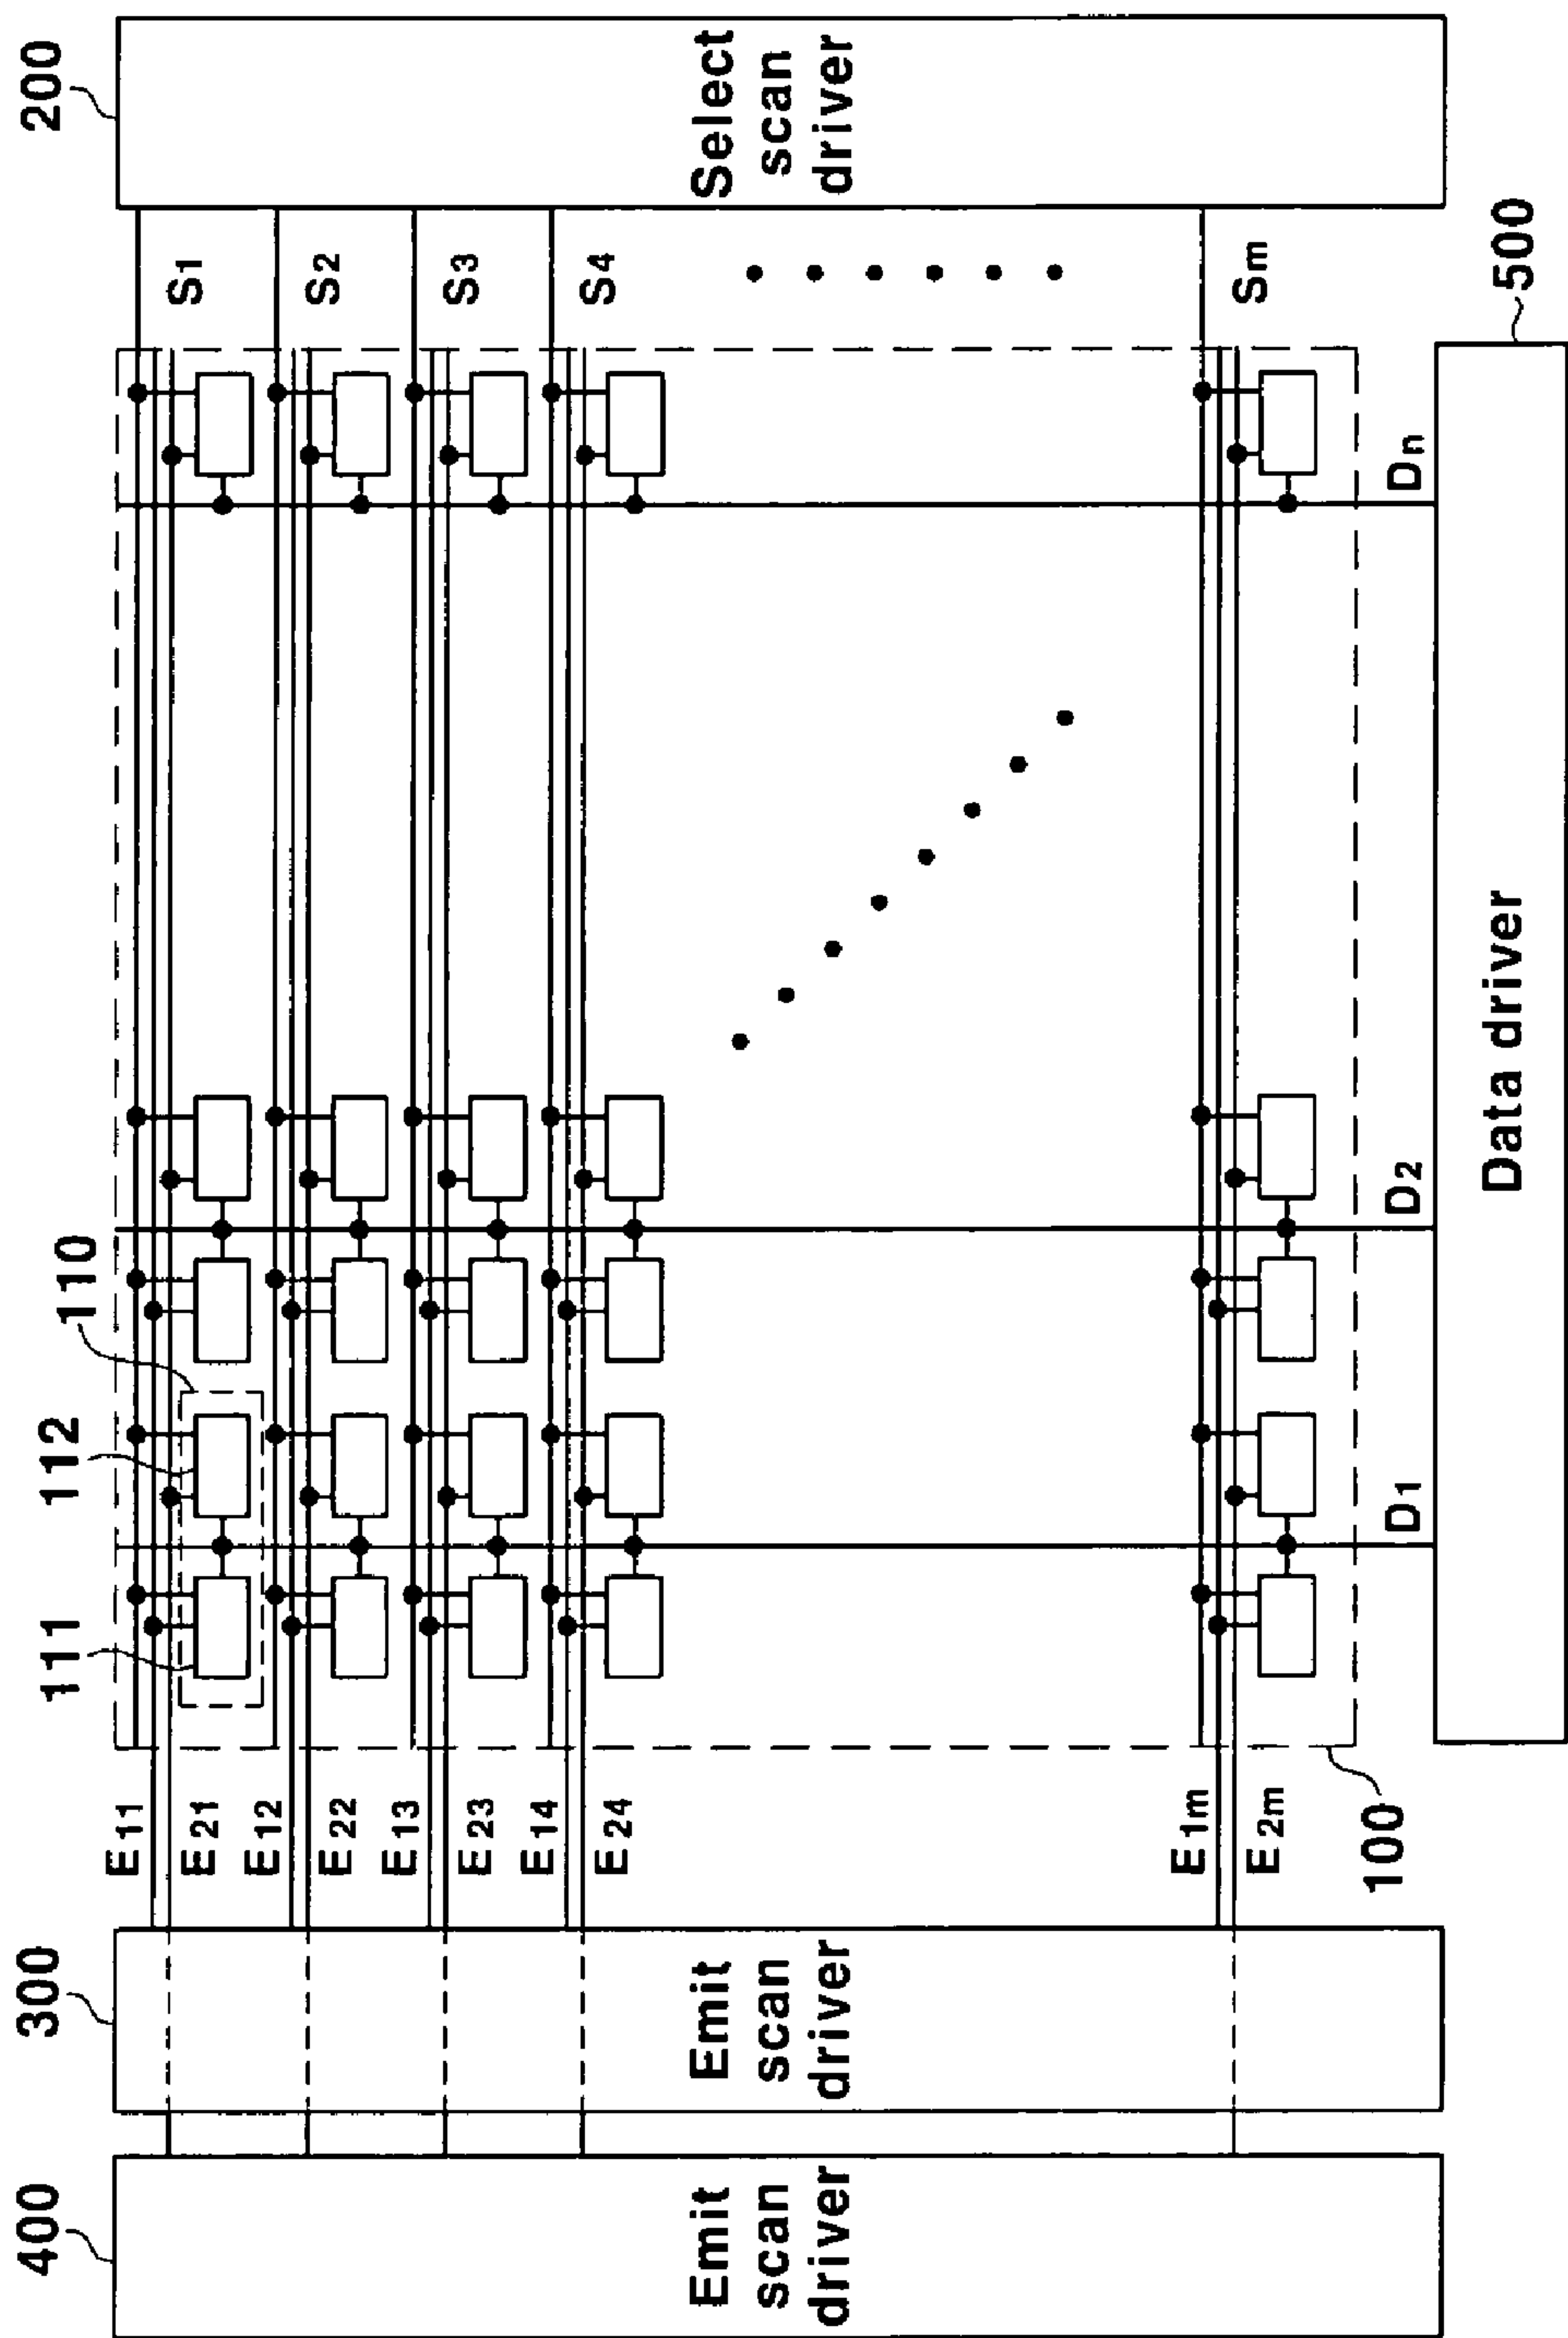 400
300
111
112
110
200
E11
E21
E12
E22
E13
E23
E14
E24
E1m
E2m
S1
S2
S3
S4
Sm
Emit
scan
driver
Emit
scan
driver
Select
scan
driver
100
D1
D2
Dn
500
Data driver